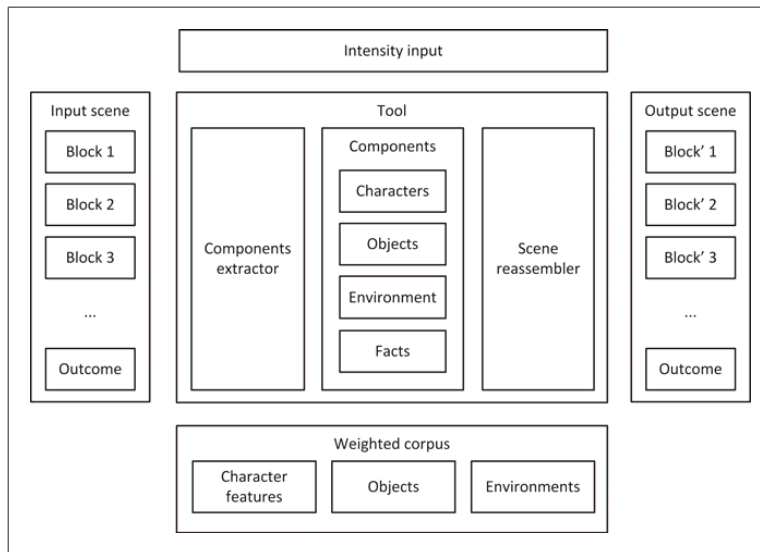 Intensity input
Input scene
Block 1
Block 2
Block 3
...
Outcome
Tool
Components
extractor
Components
Characters
Objects
Environment
Facts
Scene
reassembler
Output scene
Block’ 1
Block’ 2
Block’ 3
...
Outcome
Weighted corpus
Character
features
Objects
Environments